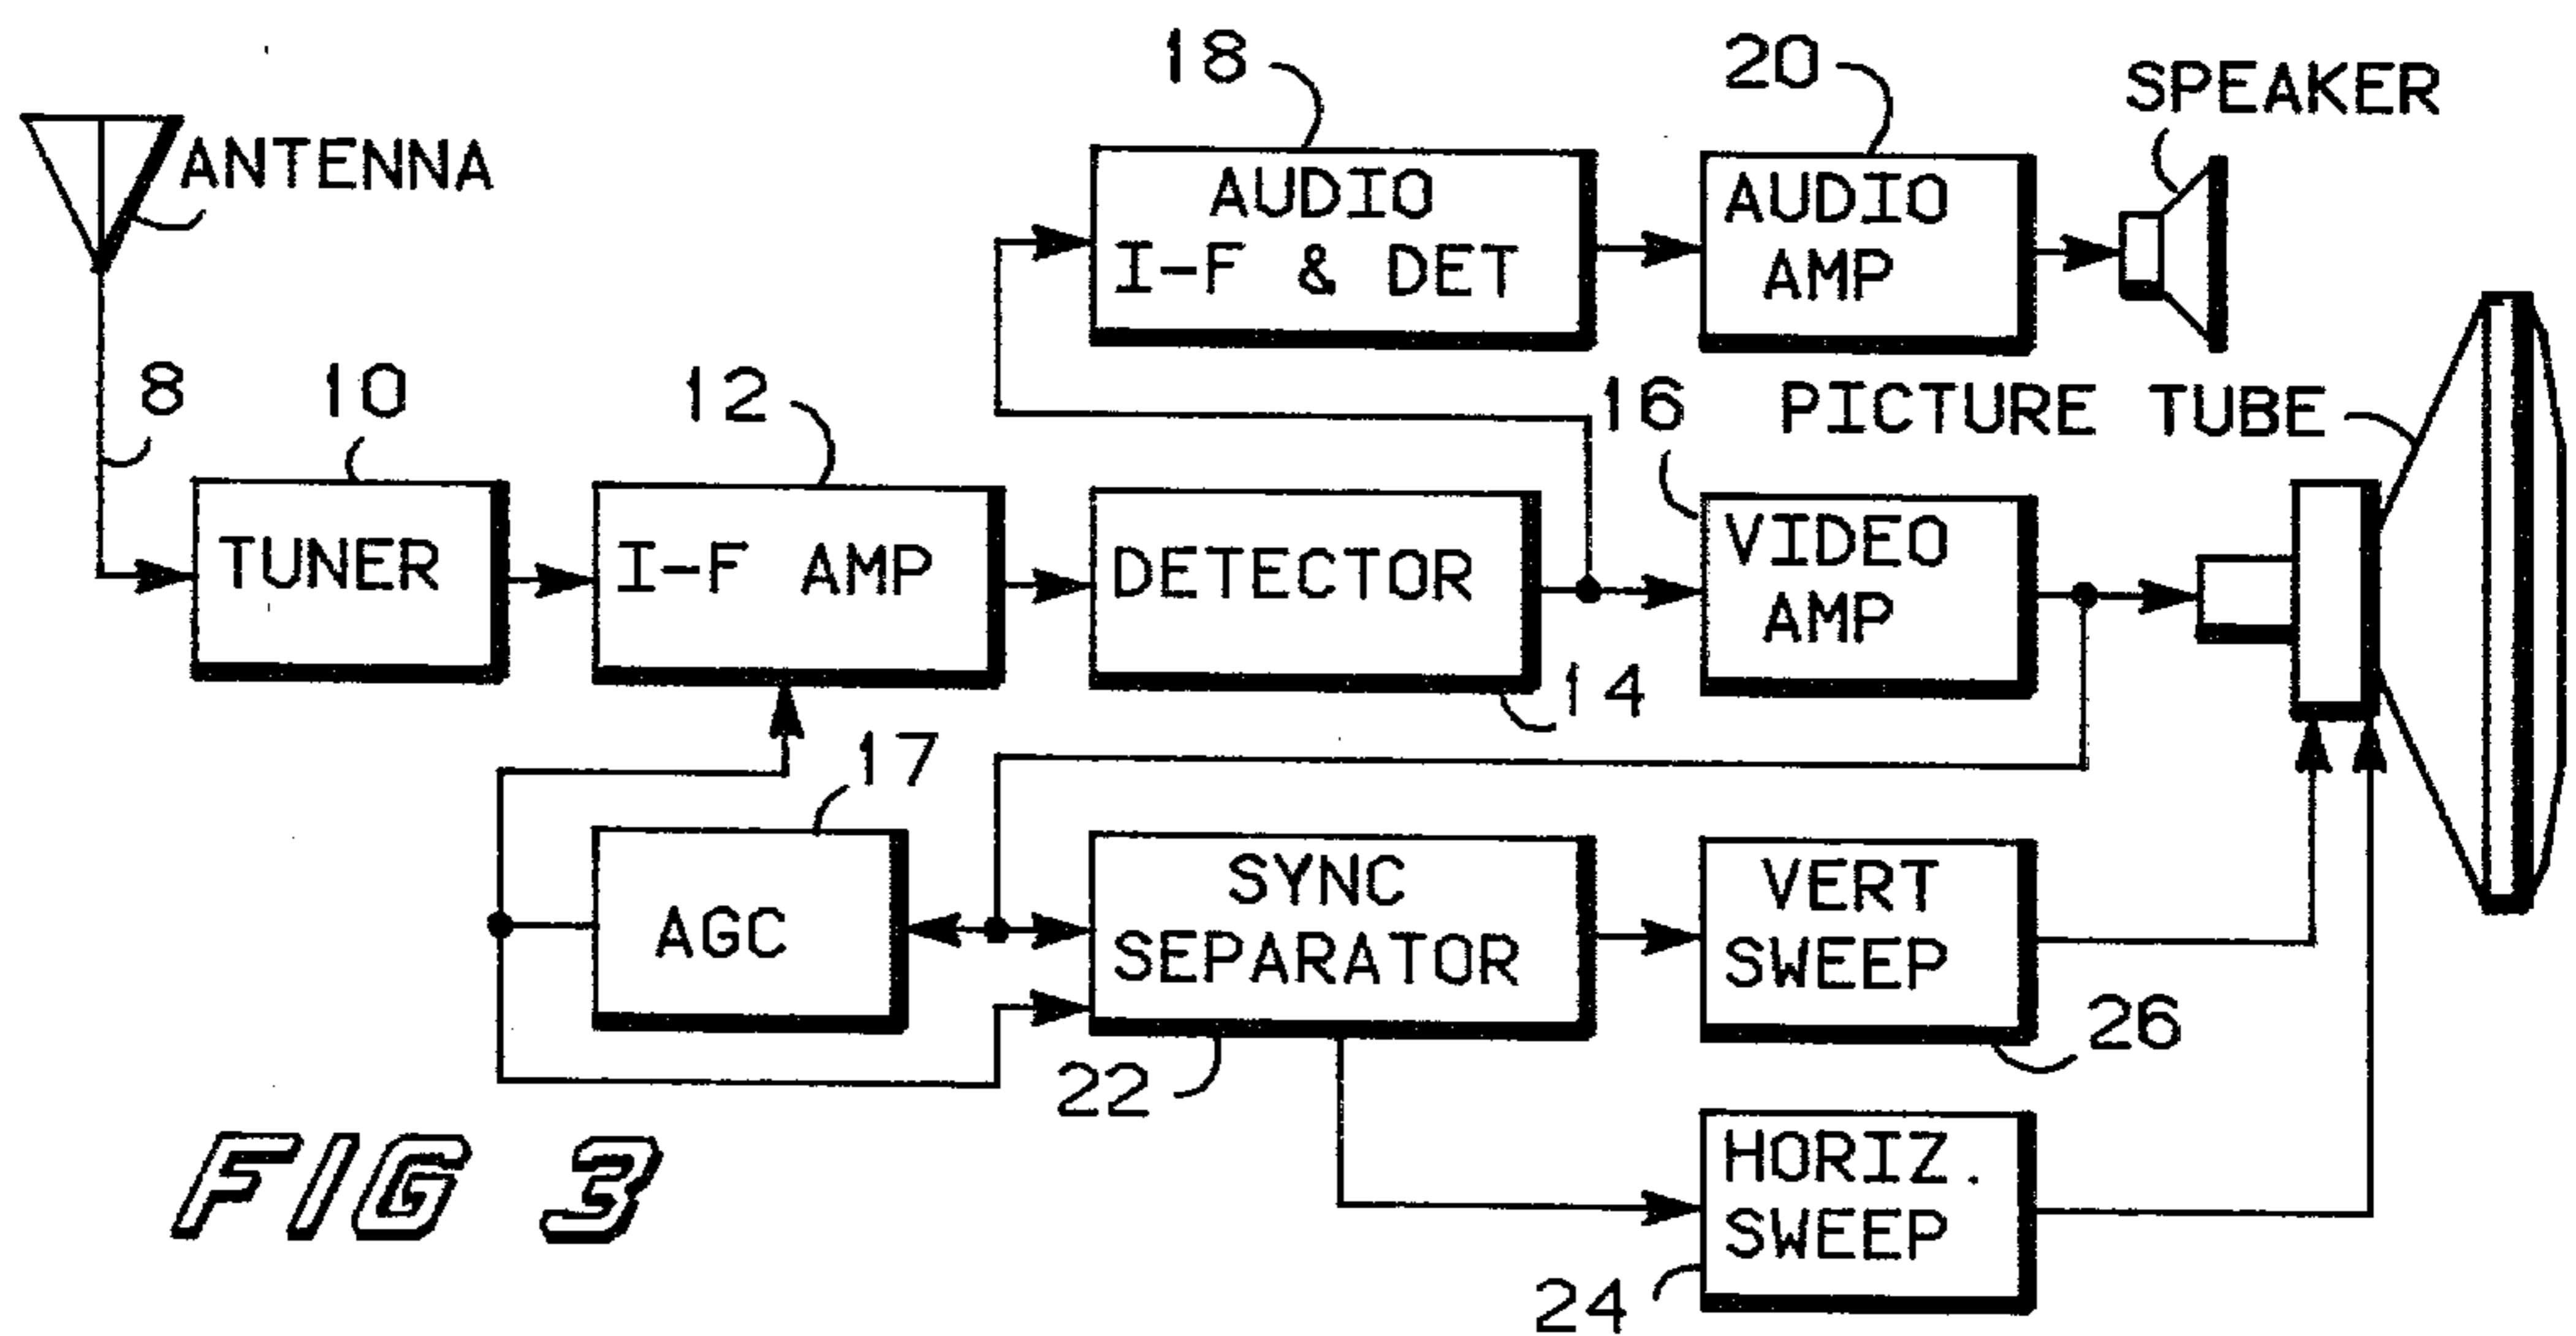 18
20
SPEAKER
ANTENNA
AUDIO
I-F & DET
AUDIO
AMP
8
10
12
16
PICTURE TUBE
TUNER
I-F AMP
DETECTOR
VIDEO
AMP
14
17
AGC
SYNC
SEPARATOR
VERT
SWEEP
22
26
HORIZ.
SWEEP
24
FIG 3